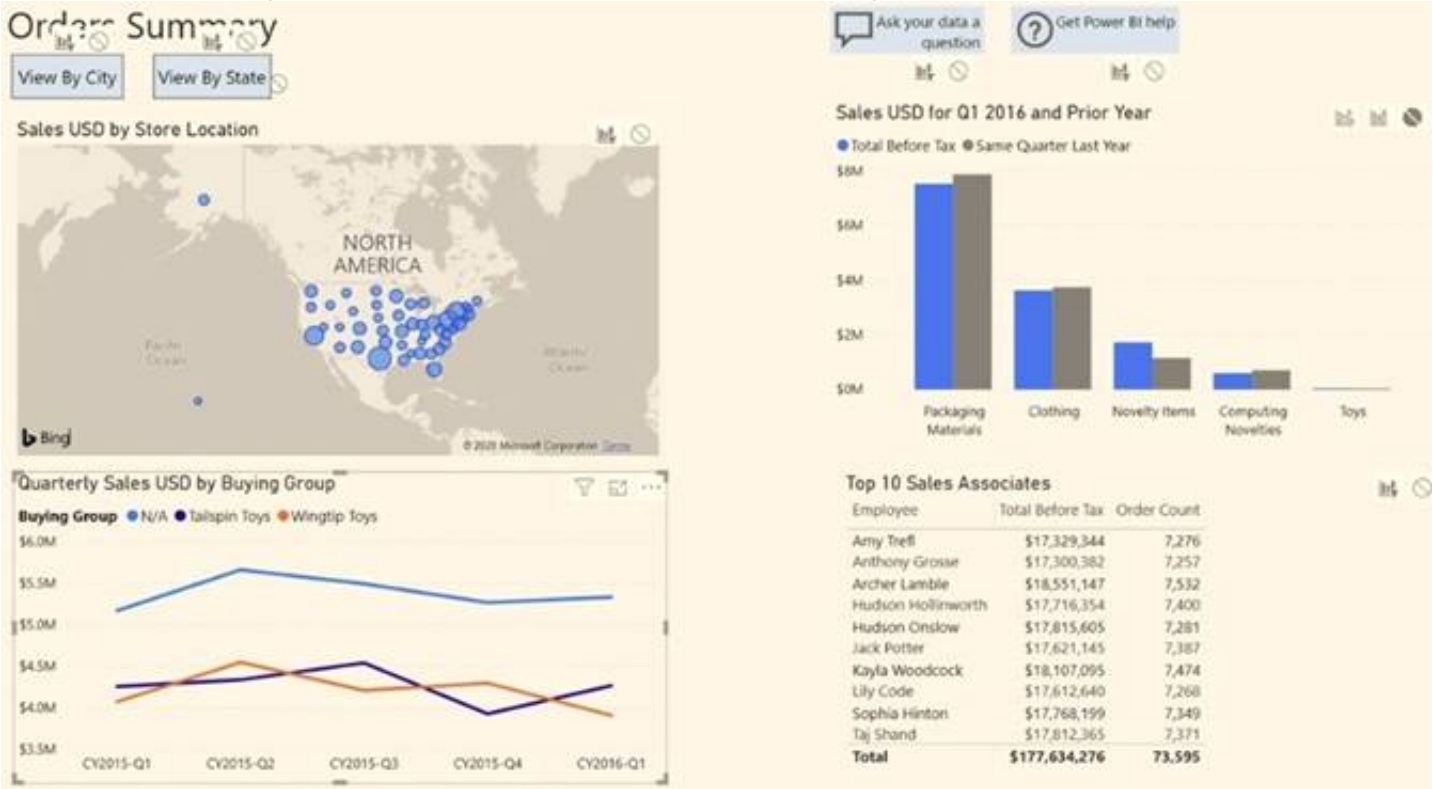 Orders Summary
View By City
View By State
Ask your data a
question
Get Power BI help
Sales USD by Store Location
NORTH
AMERICA
Pacific
Ocean
Atlantic
Ocean
Bing
© 2020 Microsoft Corporation Terms
Sales USD for Q1 2016 and Prior Year
Total Before Tax Same Quarter Last Year
$8M
$6M
$4M
$2M
$0M
Packaging
Materials
Clothing
Novelty Items
Computing
Novelties
Toys
Quarterly Sales USD by Buying Group
Buying Group N/A Tailspin Toys Wingtip Toys
$6.0M
$5.5M
$5.0M
$4.5M
$4.0M
$3.5M
CY2015-Q1 CY2015-Q2 CY2015-Q3 CY2015-Q4 CY2016-Q1
Top 10 Sales Associates
Employee Total Before Tax Order Count
Amy Trefl $17,329,344 7,276
Anthony Grosse $17,300,382 7,257
Archer Lamble $18,551,147 7,532
Hudson Hollinworth $17,716,354 7,400
Hudson Onslow $17,815,605 7,281
Jack Potter $17,621,145 7,387
Kayla Woodcock $18,107,095 7,474
Lily Code $17,612,640 7,268
Sophia Hinton $17,768,199 7,349
Taj Shand $17,812,365 7,371
Total $177,634,276 73,595